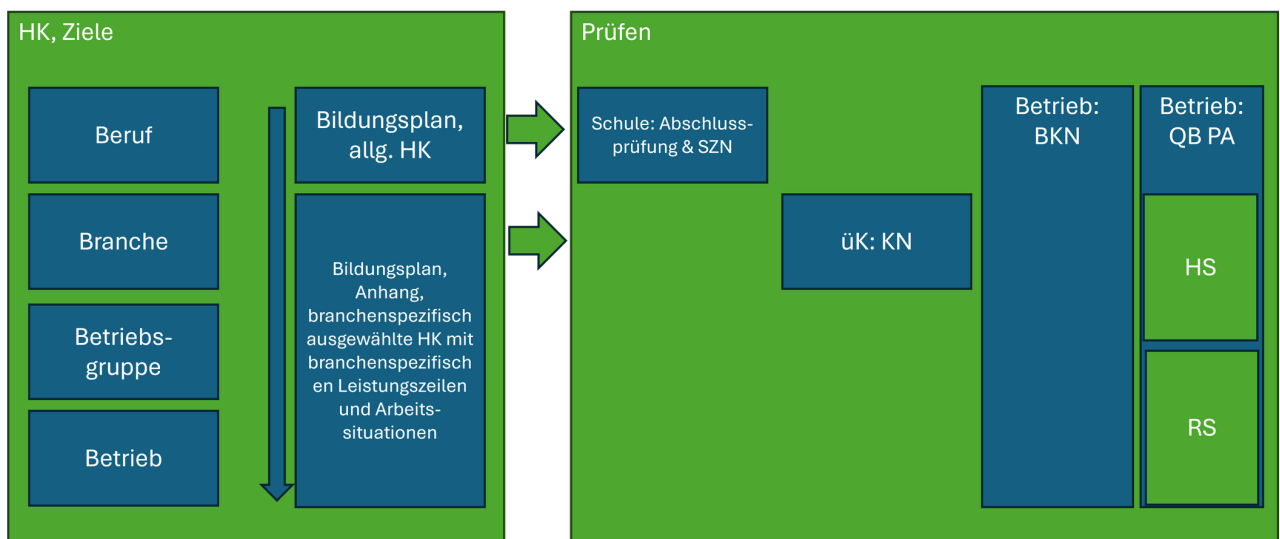 HK, Ziele
Beruf
Branche
Betriebs-
gruppe
Betrieb
Bildungsplan,
allg. HK
Bildungsplan,
Anhang,
branchenspezifisch
ausgewählte HK mit
branchenspezifisch
en Leistungszeilen
und Arbeits-
situationen
Prüfen
Schule: Abschluss-
prüfung & SZN
üK: KN
Betrieb:
BKN
Betrieb:
QB PA
HS
RS